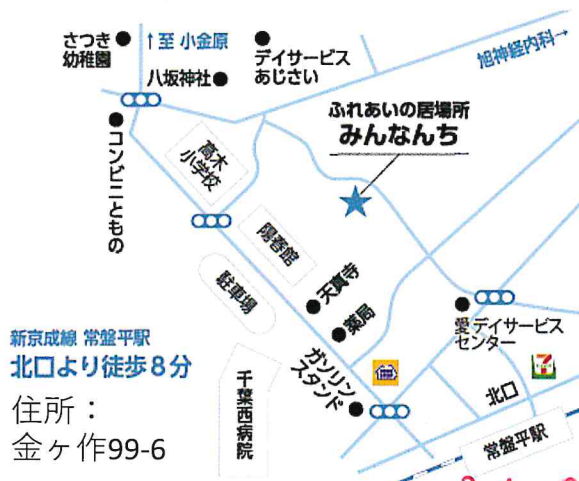 さつき
幼稚園
↑至 小金原
八坂神社
デイサービス
あじさい
旭神経内科→
ふれあいの居場所
みんなんち
コンビニともの
高木
小学校
陽春館
駐車場
天真寺
薬局
愛デイサービス
センター
ガソリン
スタンド
新京成線 常盤平駅
北口より徒歩8分
千葉西病院
北口
常盤平駅
住所：
金ヶ作99-6